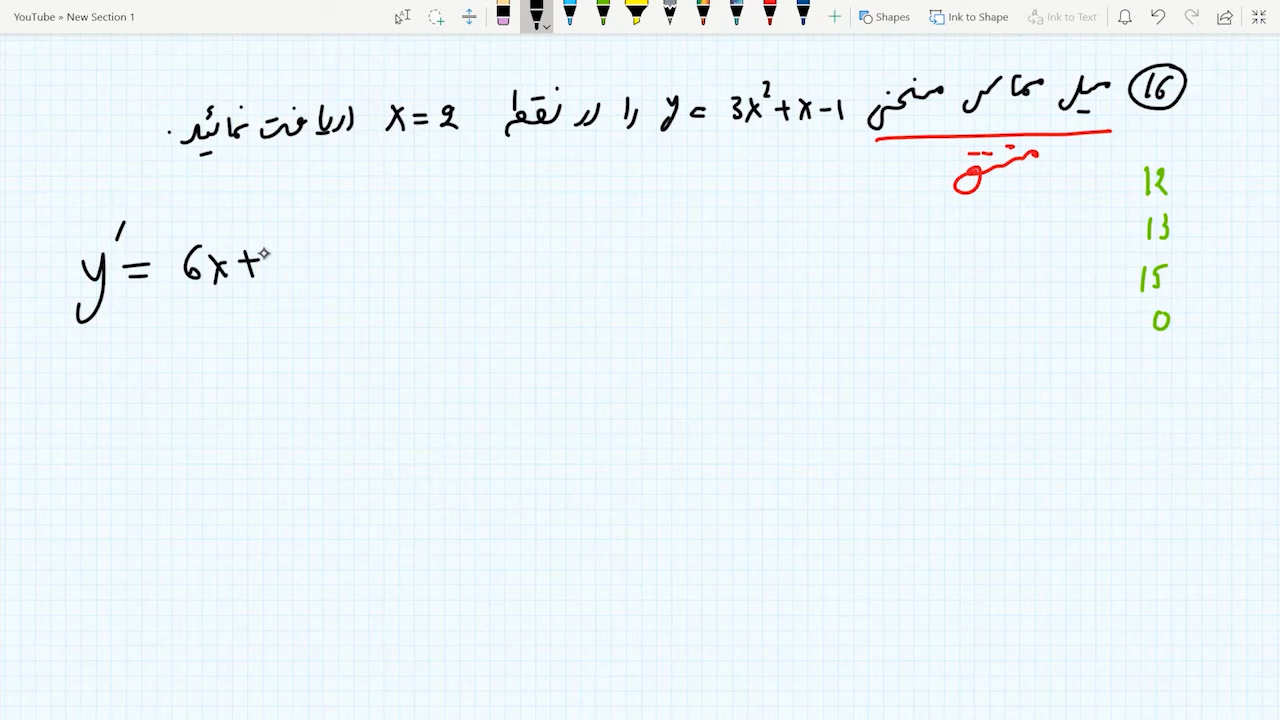 Youtube » New Section 1
Shapes Ink to Shape Ink to Text
16 میل مماس منحنی y = 3x²+x-1 را در نقطه x = 2 دریافت نمائید.
مشتق
12
13
15
0
y′ = 6x+